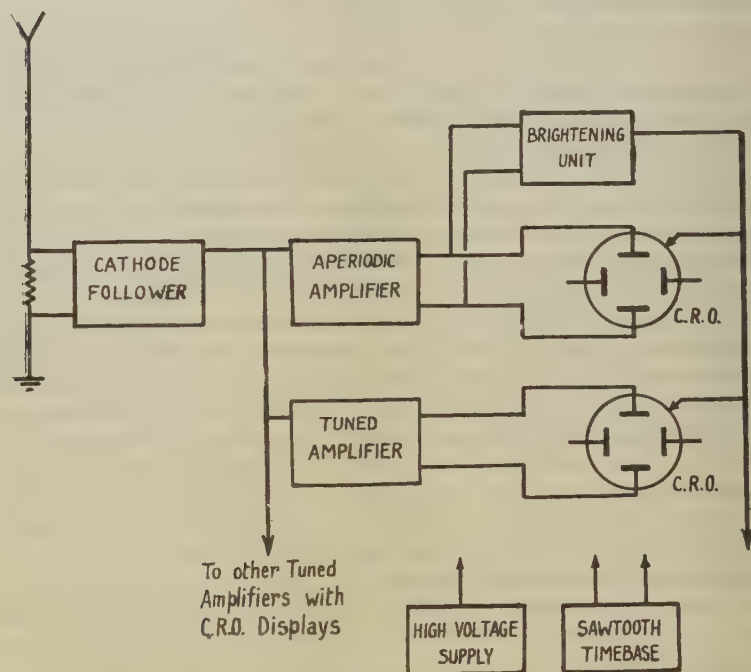 BRIGHTENING
UNIT
CATHODE
FOLLOWER
APERIODIC
AMPLIFIER
C.R.O.
TUNED
AMPLIFIER
C.R.O.
To other Tuned
Amplifiers with
C.R.O. Displays
HIGH VOLTAGE
SUPPLY
SAWTOOTH
TIMEBASE